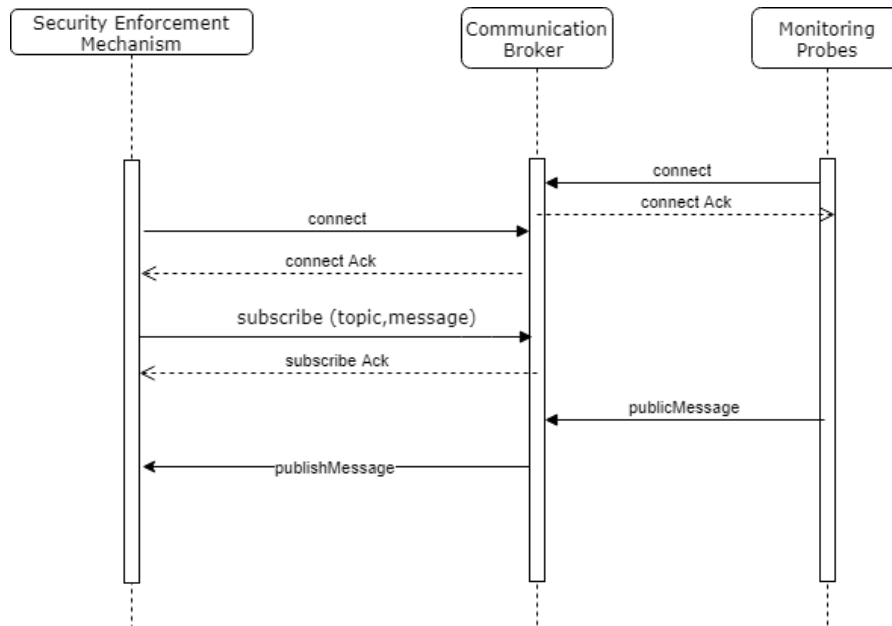 Security Enforcement
Mechanism
Communication
Broker
Monitoring
Probes
connect
connect Ack
connect
connect Ack
subscribe (topic,message)
subscribe Ack
publicMessage
publishMessage